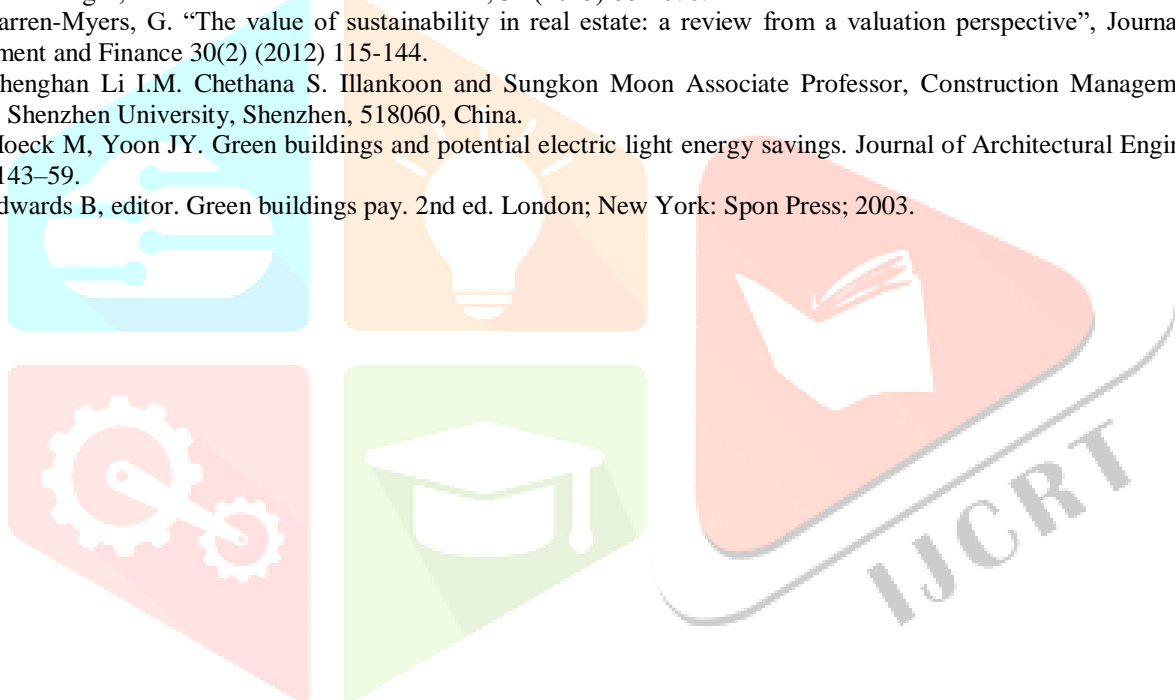 arren-Myers, G. “The value of sustainability in real estate: a review from a valuation perspective”, Journa
ment and Finance 30(2) (2012) 115-144.
henghan Li I.M. Chethana S. Illankoon and Sungkon Moon Associate Professor, Construction Managem
Shenzhen University, Shenzhen, 518060, China.
oeck M, Yoon JY. Green buildings and potential electric light energy savings. Journal of Architectural Engin
143–59.
dwards B, editor. Green buildings pay. 2nd ed. London; New York: Spon Press; 2003.
IJCRT